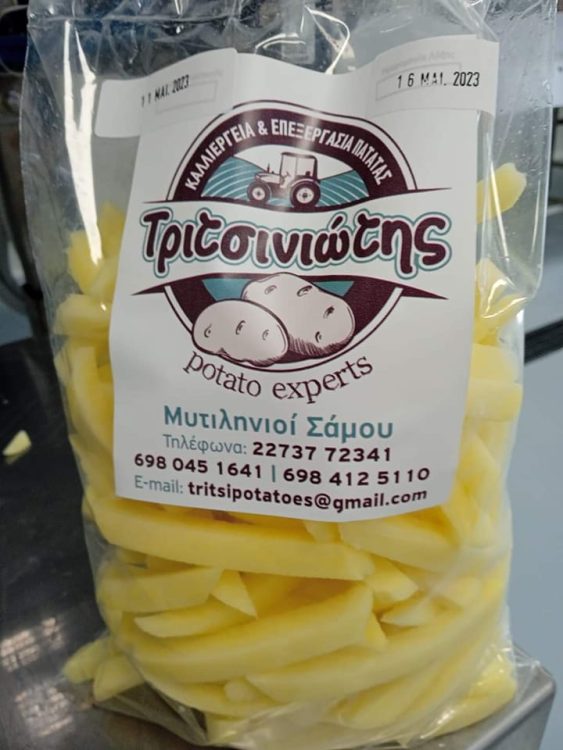 11 ΜΑΙ. 2023
16 ΜΑΙ. 2023
ΚΑΛΛΙΕΡΓΕΙΑ & ΕΠΕΞΕΡΓΑΣΙΑ ΠΑΤΑΤΑΣ
Τριτσινιώτης
potato experts
Μυτιληνιοί Σάμου
Τηλέφωνα: 22737 72341
698 045 1641 | 698 412 5110
E-mail: tritsipotatoes@gmail.com